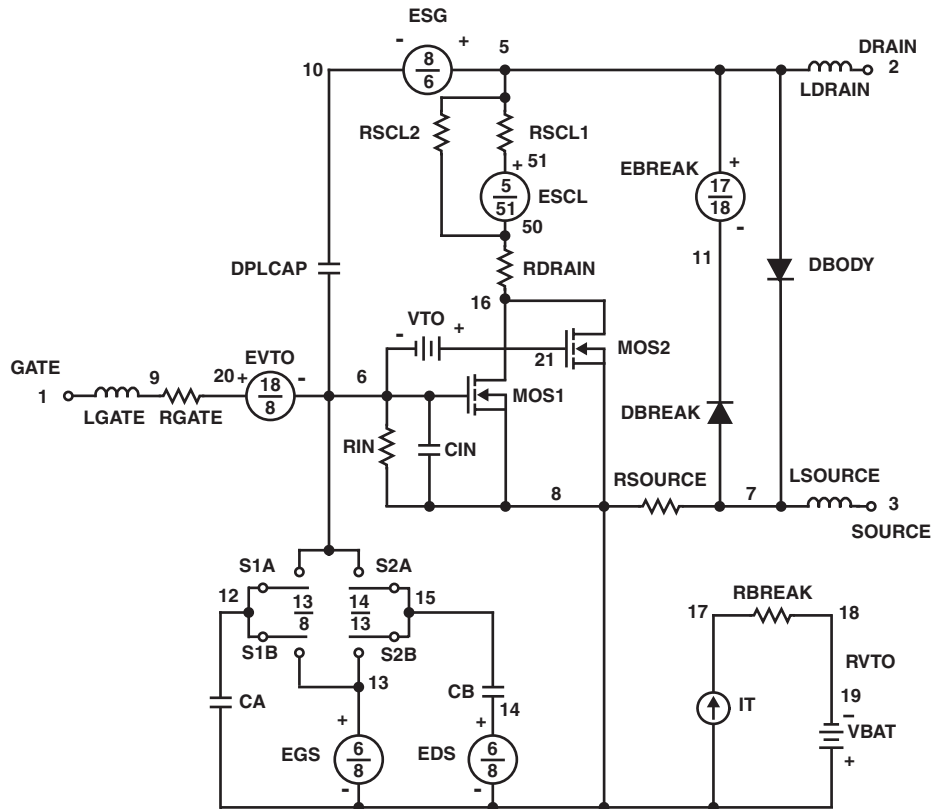 ESG
- + 5 DRAIN
10 8 2
6 LDRAIN
RSCL2 RSCL1
+ 51 EBREAK +
5 ESCL 17
51 18
50 -
11
DPLCAP RDRAIN DBODY
16
VTO
- +
GATE EVTO 21 MOS2
1 9 20 + 18 - 6 MOS1
8 DBREAK
LGATE RGATE
RIN CIN
RSOURCE LSOURCE
8 7 3
SOURCE
S1A S2A
12 13 14 15 RBREAK
8 13 17 18
S1B S2B
RVTO
13 CB 19
CA 14 IT -
+ + VBAT
EGS 6 EDS 6 +
8 8
- -